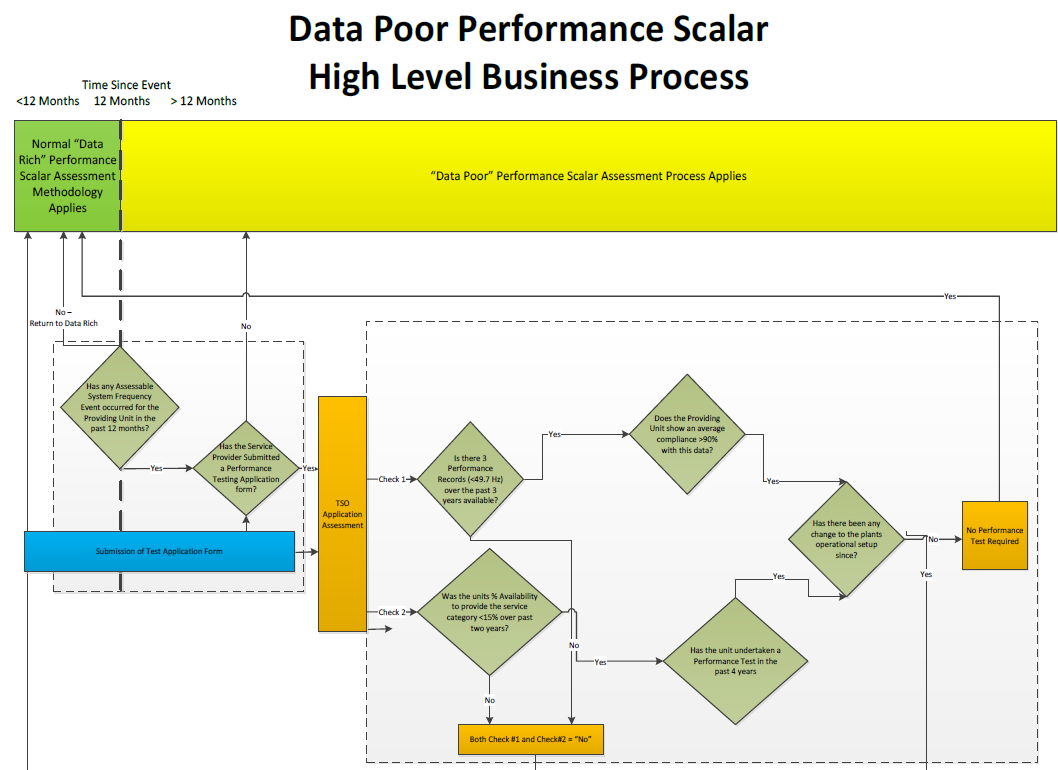 Data Poor Performance Scalar
High Level Business Process
Time Since Event
<12 Months 12 Months > 12 Months
Normal “Data
Rich” Performance
Scalar Assessment
Methodology
Applies
“Data Poor” Performance Scalar Assessment Process Applies
Yes
No –
Return to Data Rich
No
Has any Assessable
System Frequency
Event occurred for the
Providing Unit in the
past 12 months?
Yes
Has the Service
Provider Submitted
a Performance
Testing Application
form?
Yes
Submission of Test Application Form
TSO
Application
Assessment
Check 1
Is there 3
Performance
Records (<49.7 Hz)
over the past 3
years available?
Yes
Does the Providing
Unit show an average
compliance >90%
with this data?
Yes
Has there been any
change to the plants
operational setup
since?
No
No Performance
Test Required
Yes
Yes
Check 2
Was the units % Availability
to provide the service
category <15% over past
two years?
No
Yes
Has the unit undertaken a
Performance Test in the
past 4 years
No
Both Check #1 and Check#2 = “No”